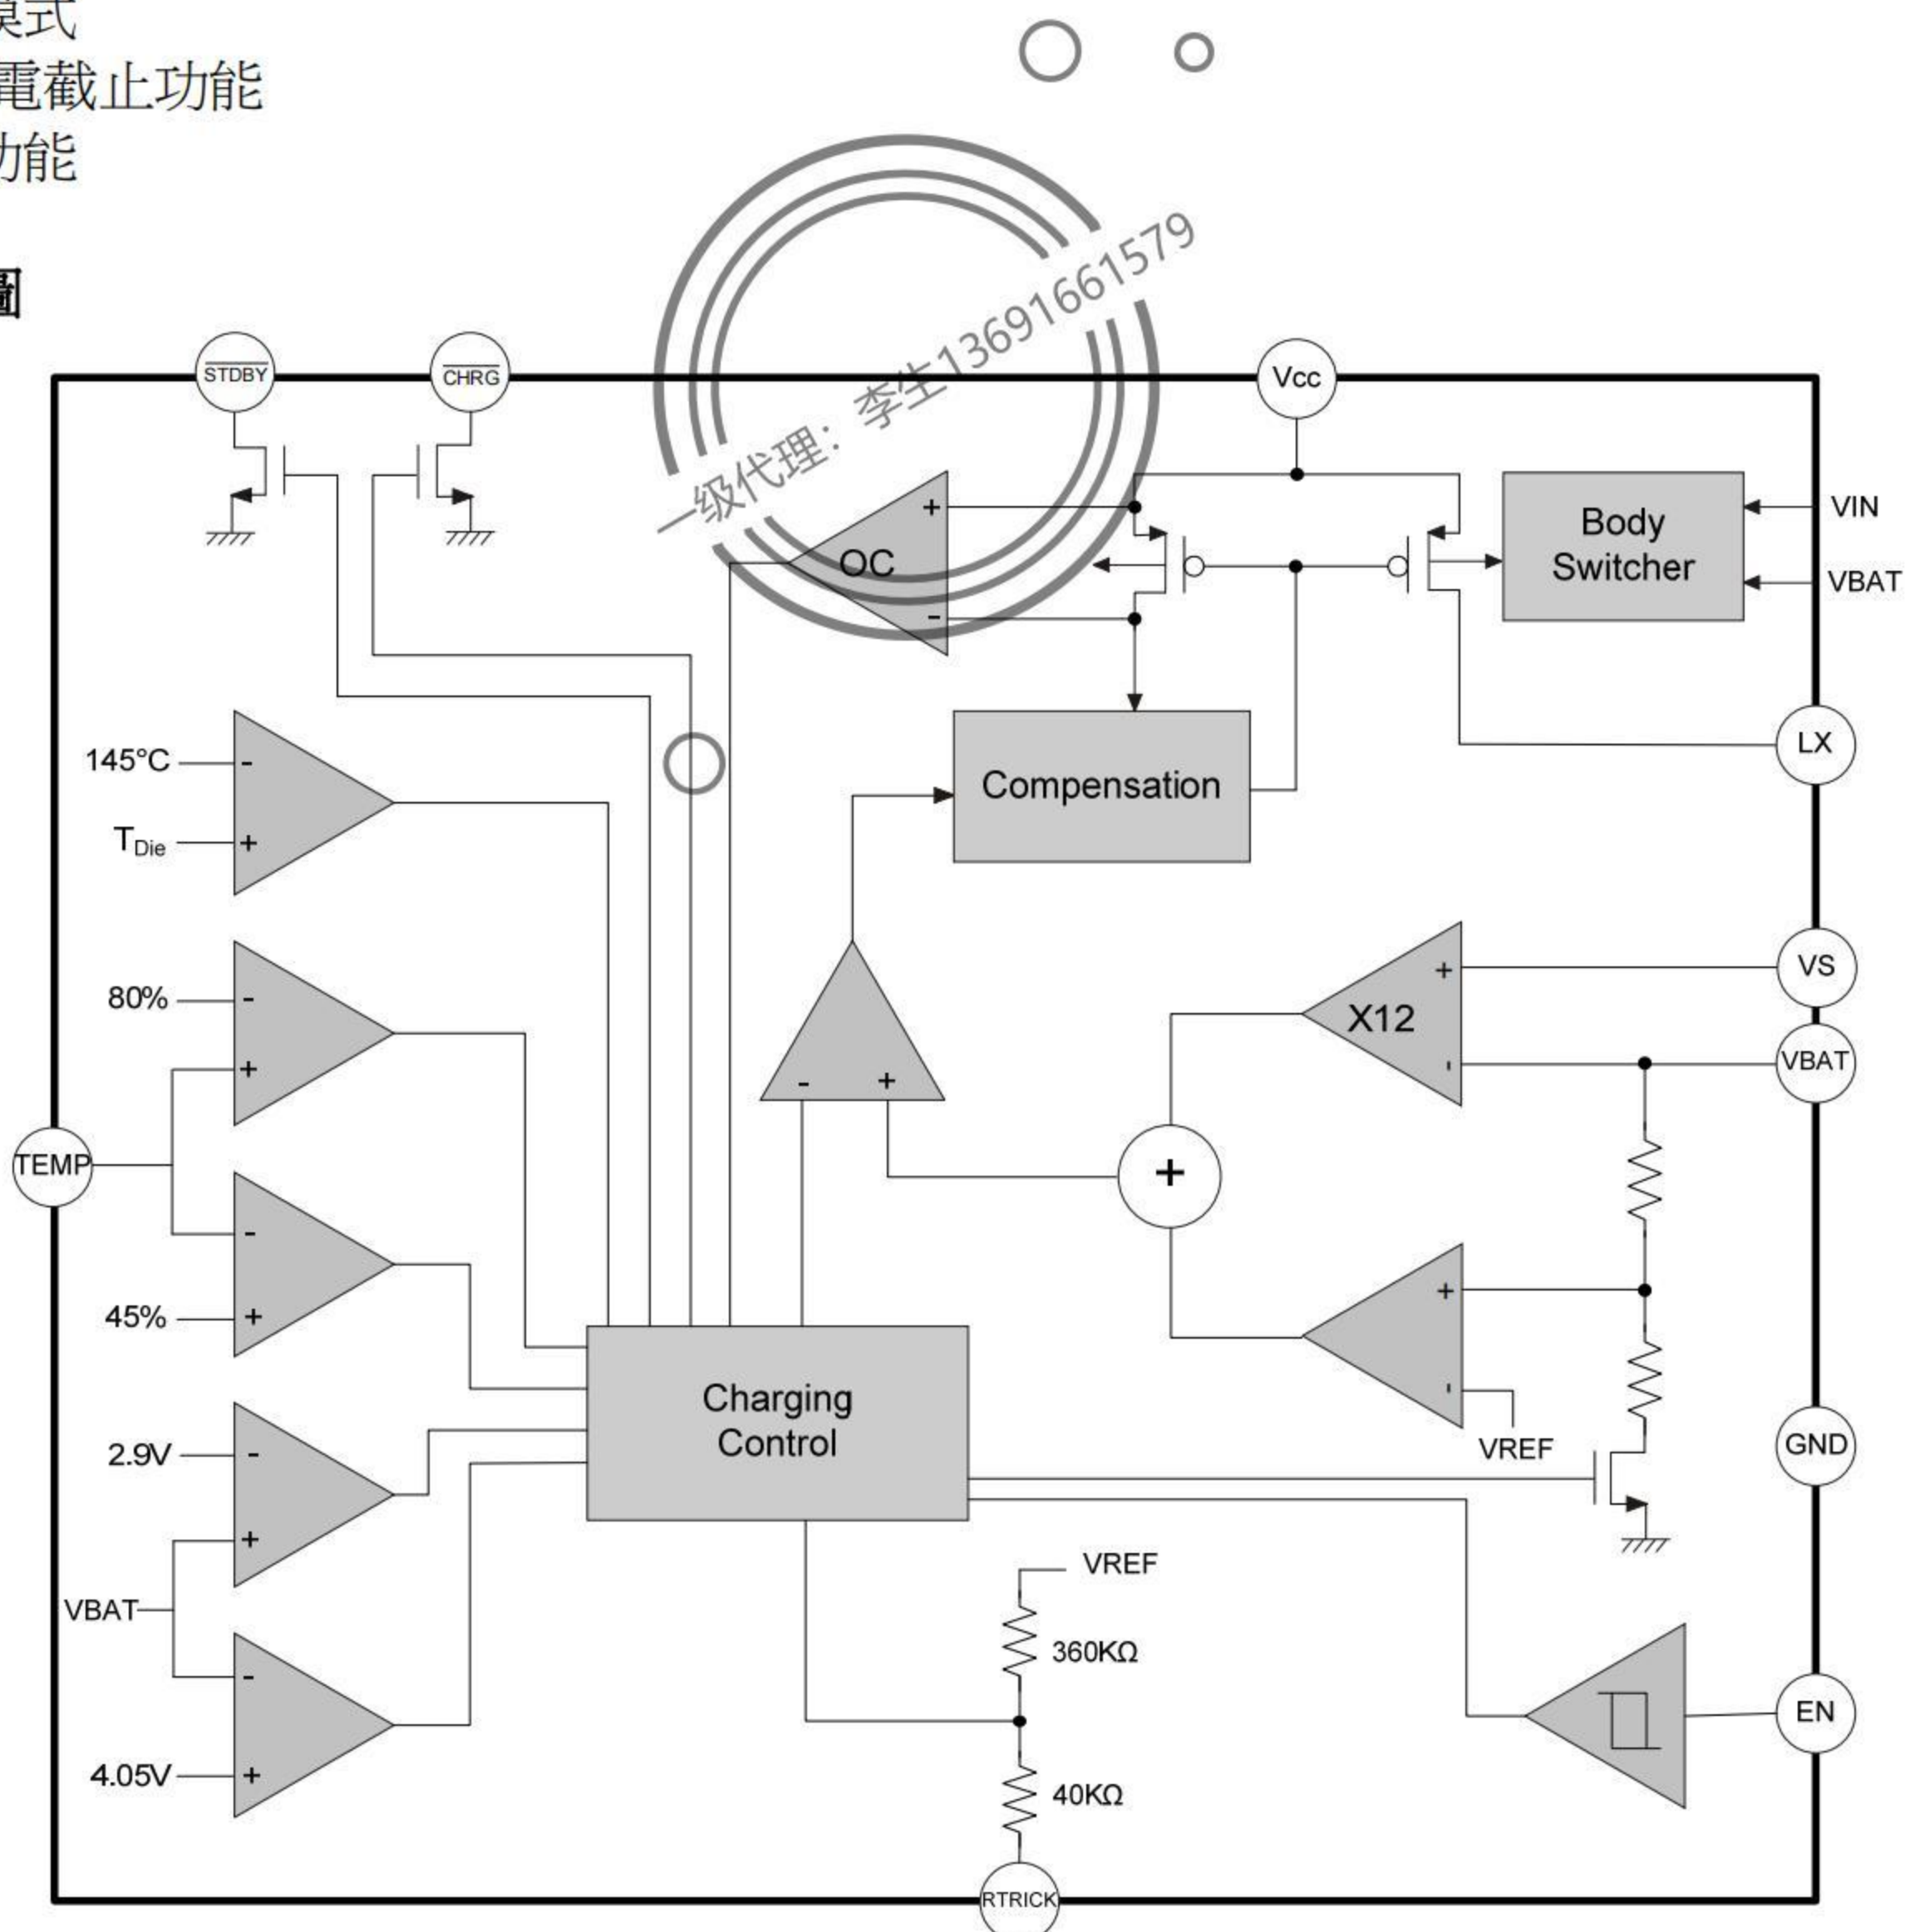 模式
電截止功能
功能
圖
一级代理：李生13691661579
STDBY
CHRG
Vcc
+
OC
-
Body
Switcher
VIN
VBAT
LX
145°C
-
TDie
+
Compensation
80%
-
+
TEMP
-
45%
+
-
+
+
X12
-
VS
VBAT
+
+
-
VREF
GND
2.9V
-
+
VBAT
-
4.05V
+
Charging
Control
VREF
360KΩ
40KΩ
RTRICK
EN